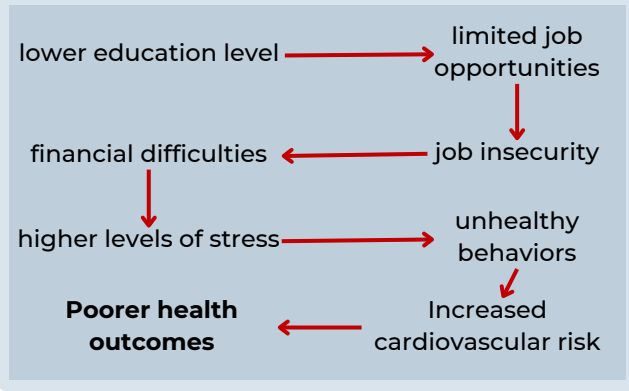 lower education level
limited job
opportunities
job insecurity
financial difficulties
higher levels of stress
unhealthy
behaviors
Increased
cardiovascular risk
Poorer health
outcomes